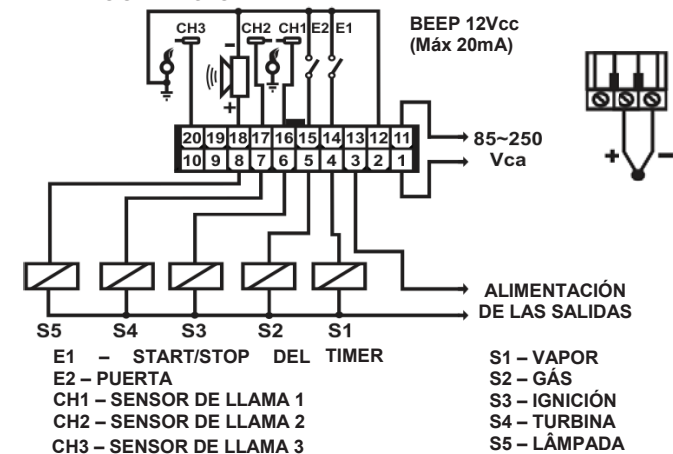 CH3 CH2 CH1 E2 E1
BEEP 12Vcc
(Máx 20mA)
–
+
20 19 18 17 16 15 14 13 12 11
10 9 8 7 6 5 4 3 2 1
85~250
Vca
+ –
ALIMENTACIÓN
DE LAS SALIDAS
S5 S4 S3 S2 S1
E1 – START/STOP DEL TIMER
E2 – PUERTA
CH1 – SENSOR DE LLAMA 1
CH2 – SENSOR DE LLAMA 2
CH3 – SENSOR DE LLAMA 3
S1 – VAPOR
S2 – GÁS
S3 – IGNICIÓN
S4 – TURBINA
S5 – LÂMPADA